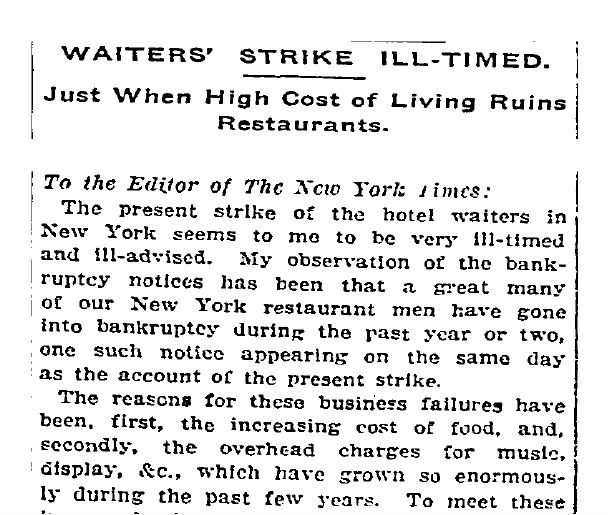 WAITERS' STRIKE ILL-TIMED.
Just When High Cost of Living Ruins
Restaurants.
To the Editor of The New York Times:
The present strike of the hotel waiters in
New York seems to me to be very ill-timed
and ill-advised. My observation of the bank-
ruptcy notices has been that a great many
of our New York restaurant men have gone
into bankruptcy during the past year or two,
one such notice appearing on the same day
as the account of the present strike.
The reasons for these business failures have
been, first, the increasing cost of food, and,
secondly, the overhead charges for music,
display, &c., which have grown so enormous-
ly during the past few years. To meet these